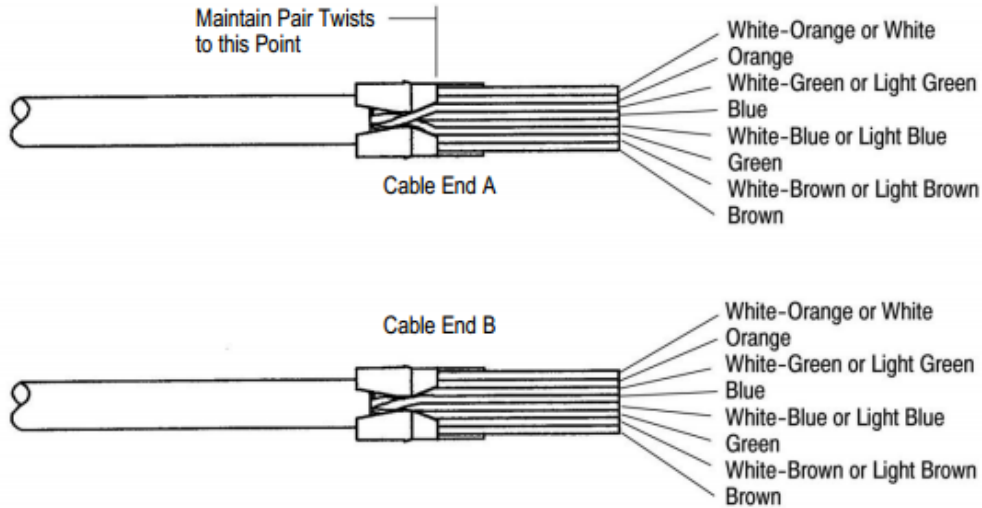 Maintain Pair Twists
to this Point
White-Orange or White
Orange
White-Green or Light Green
Blue
White-Blue or Light Blue
Green
White-Brown or Light Brown
Brown
Cable End A
Cable End B
White-Orange or White
Orange
White-Green or Light Green
Blue
White-Blue or Light Blue
Green
White-Brown or Light Brown
Brown